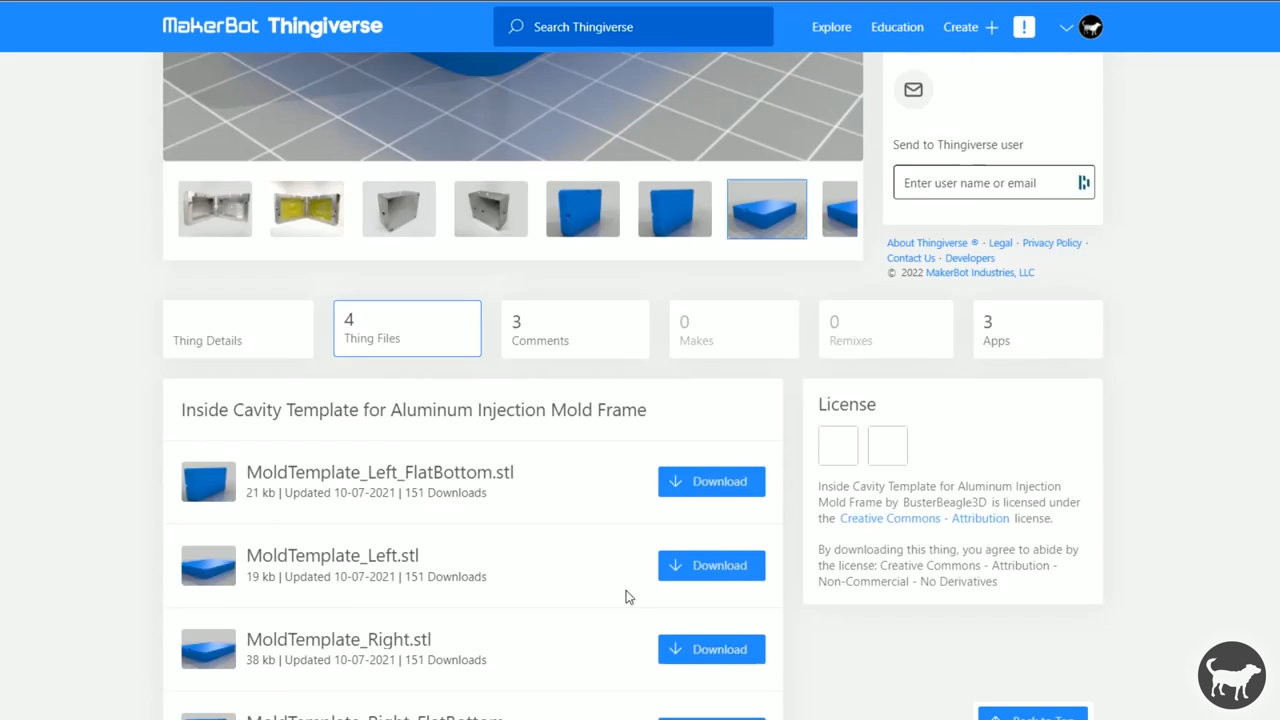 MakerBot Thingiverse
Search Thingiverse
Explore
Education
Create
Send to Thingiverse user
Enter user name or email
About Thingiverse ® · Legal · Privacy Policy ·
Contact Us · Developers
© 2022 MakerBot Industries, LLC
Thing Details
4
Thing Files
3
Comments
0
Makes
0
Remixes
3
Apps
Inside Cavity Template for Aluminum Injection Mold Frame
MoldTemplate_Left_FlatBottom.stl
21 kb | Updated 10-07-2021 | 151 Downloads
Download
MoldTemplate_Left.stl
19 kb | Updated 10-07-2021 | 151 Downloads
Download
MoldTemplate_Right.stl
38 kb | Updated 10-07-2021 | 151 Downloads
Download
MoldTemplate_Right_FlatBottom
License
Inside Cavity Template for Aluminum Injection
Mold Frame by BusterBeagle3D is licensed under
the Creative Commons - Attribution license.
By downloading this thing, you agree to abide by
the license: Creative Commons - Attribution -
Non-Commercial - No Derivatives
Back to Top